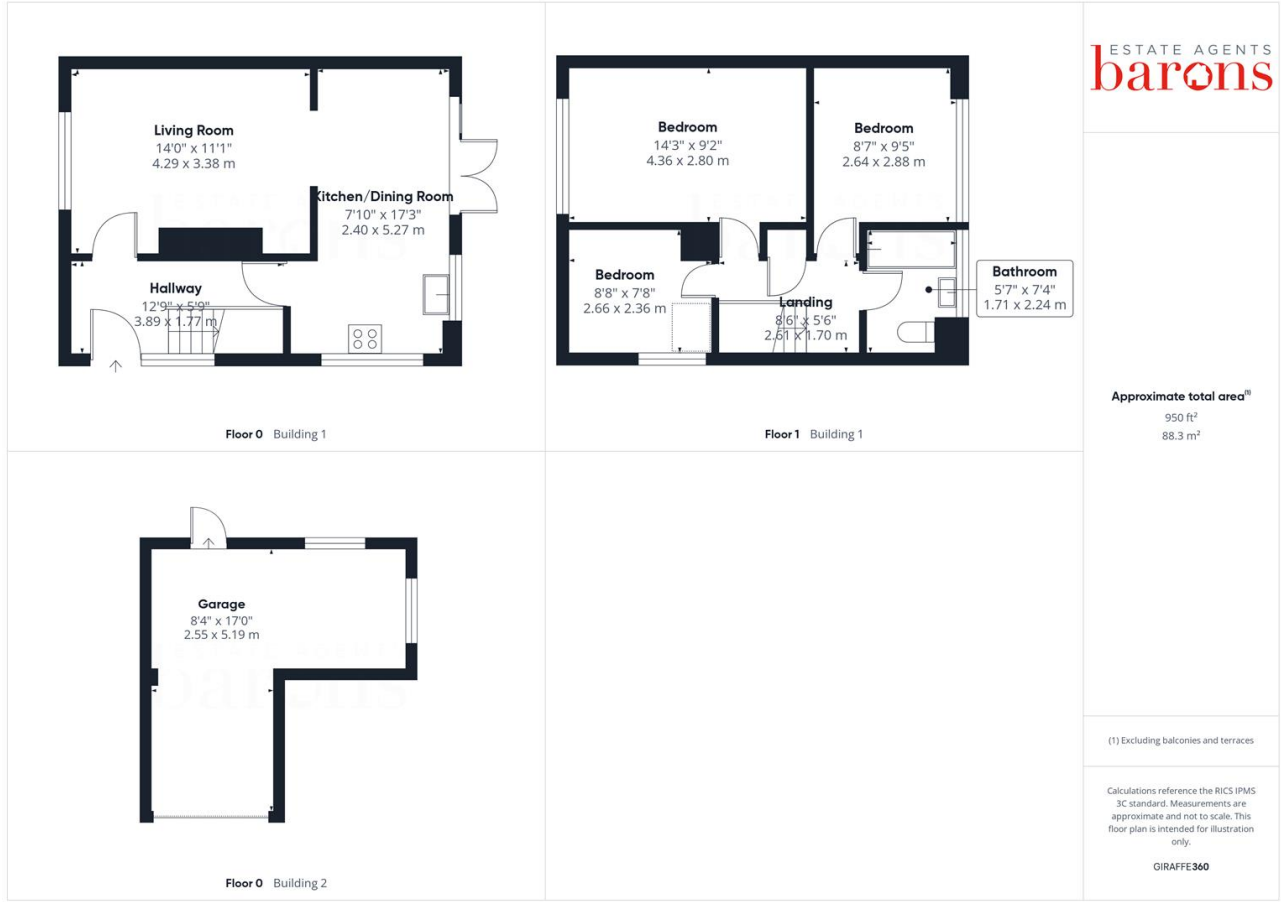 Living Room
14'0" x 11'1"
4.29 x 3.38 m
Kitchen/Dining Room
7'10" x 17'3"
2.40 x 5.27 m
Hallway
12'9" x 5'9"
3.89 x 1.77 m
Floor 0 Building 1
Bedroom
14'3" x 9'2"
4.36 x 2.80 m
Bedroom
8'7" x 9'5"
2.64 x 2.88 m
Bedroom
8'8" x 7'8"
2.66 x 2.36 m
Landing
8'6" x 5'6"
2.61 x 1.70 m
Bathroom
5'7" x 7'4"
1.71 x 2.24 m
Floor 1 Building 1
Garage
8'4" x 17'0"
2.55 x 5.19 m
Floor 0 Building 2
ESTATE AGENTS
barons
Approximate total area(1)
950 ft²
88.3 m²
(1) Excluding balconies and terraces
Calculations reference the RICS IPMS
3C standard. Measurements are
approximate and not to scale. This
floor plan is intended for illustration
only.
GIRAFFE360